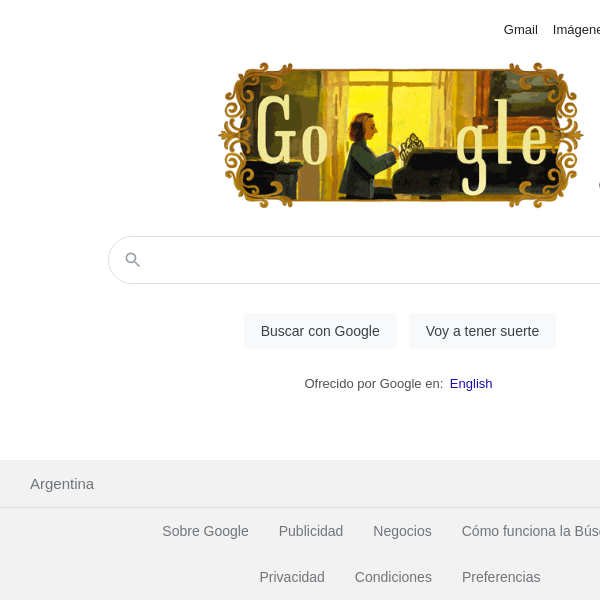 Gmail Imágene
Google
Buscar con Google Voy a tener suerte
Ofrecido por Google en: English
Argentina
Sobre Google Publicidad Negocios Cómo funciona la Bús
Privacidad Condiciones Preferencias